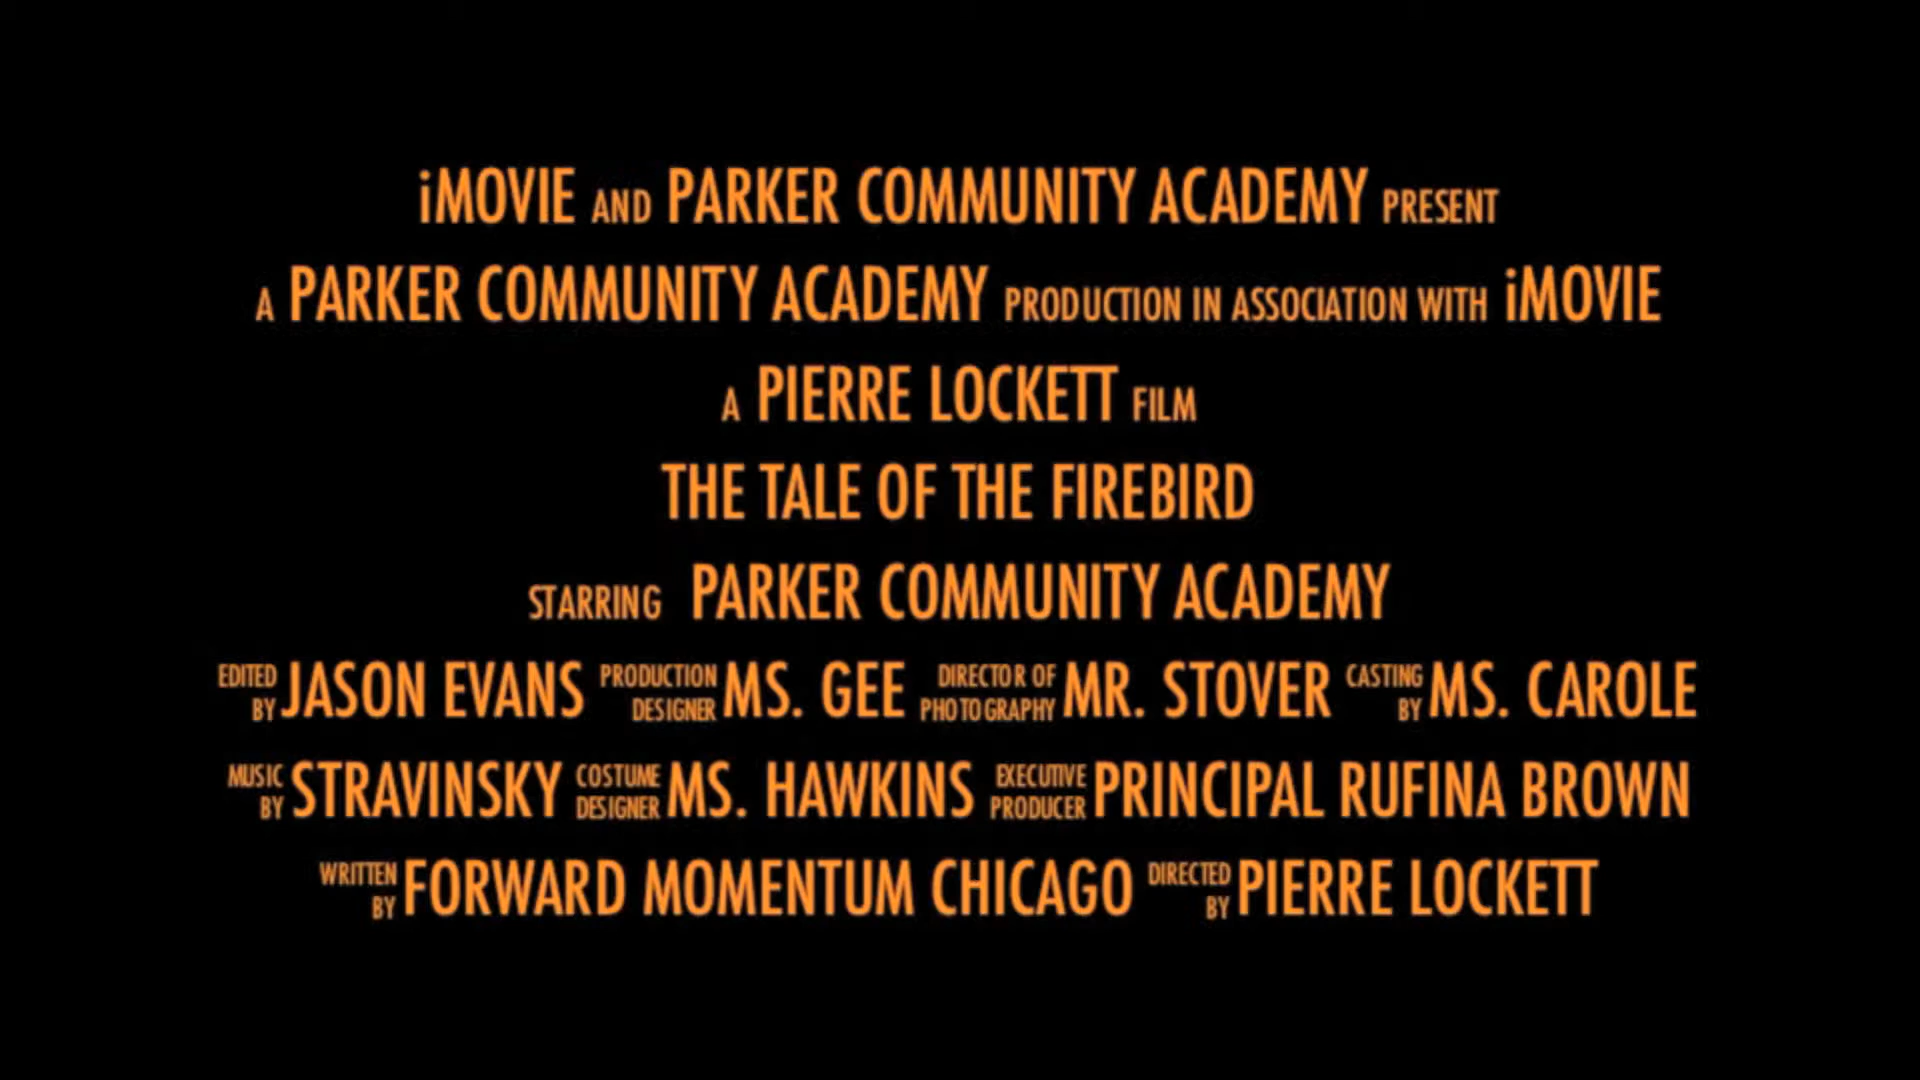 iMOVIE AND PARKER COMMUNITY ACADEMY PRESENT
A PARKER COMMUNITY ACADEMY PRODUCTION IN ASSOCIATION WITH iMOVIE
A PIERRE LOCKETT FILM
THE TALE OF THE FIREBIRD
STARRING PARKER COMMUNITY ACADEMY
EDITED BY JASON EVANS PRODUCTION DESIGNER MS. GEE DIRECTOR OF PHOTOGRAPHY MR. STOVER CASTING BY MS. CAROLE
MUSIC BY STRAVINSKY COSTUME DESIGNER MS. HAWKINS EXECUTIVE PRODUCER PRINCIPAL RUFINA BROWN
WRITTEN BY FORWARD MOMENTUM CHICAGO DIRECTED BY PIERRE LOCKETT